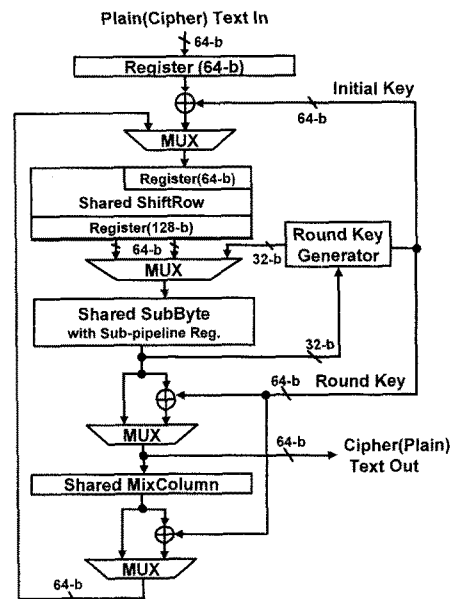 Plain(Cipher) Text In
64-b
Register (64-b)
Initial Key
64-b
MUX
Register(64-b)
Shared ShiftRow
Register(128-b)
64-b
32-b
Round Key
Generator
MUX
Shared SubByte
with Sub-pipeline Reg.
32-b
64-b
Round Key
MUX
64-b
Cipher(Plain)
Text Out
Shared MixColumn
MUX
64-b